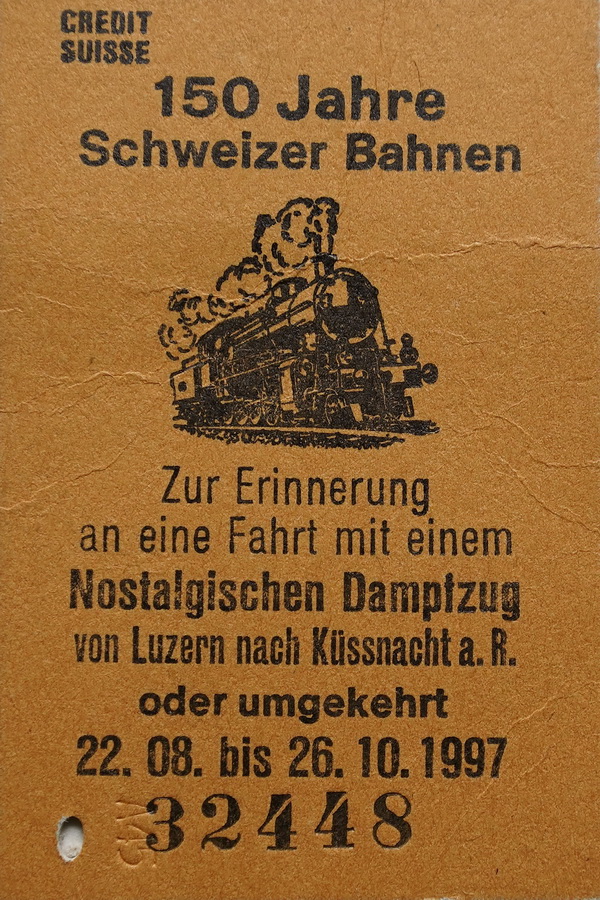 CREDIT
SUISSE
150 Jahre
Schweizer Bahnen
Zur Erinnerung
an eine Fahrt mit einem
Nostalgischen Dampfzug
von Luzern nach Küssnacht a. R.
oder umgekehrt
22. 08. bis 26. 10. 1997
32448